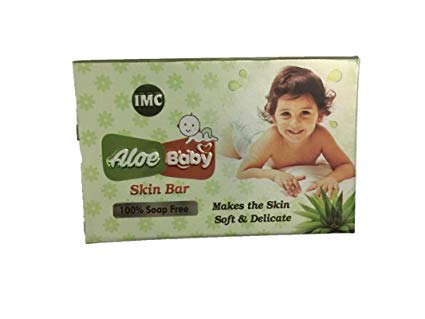 IMC
Aloe Baby
Skin Bar
100% Soap Free
Makes the Skin
Soft & Delicate